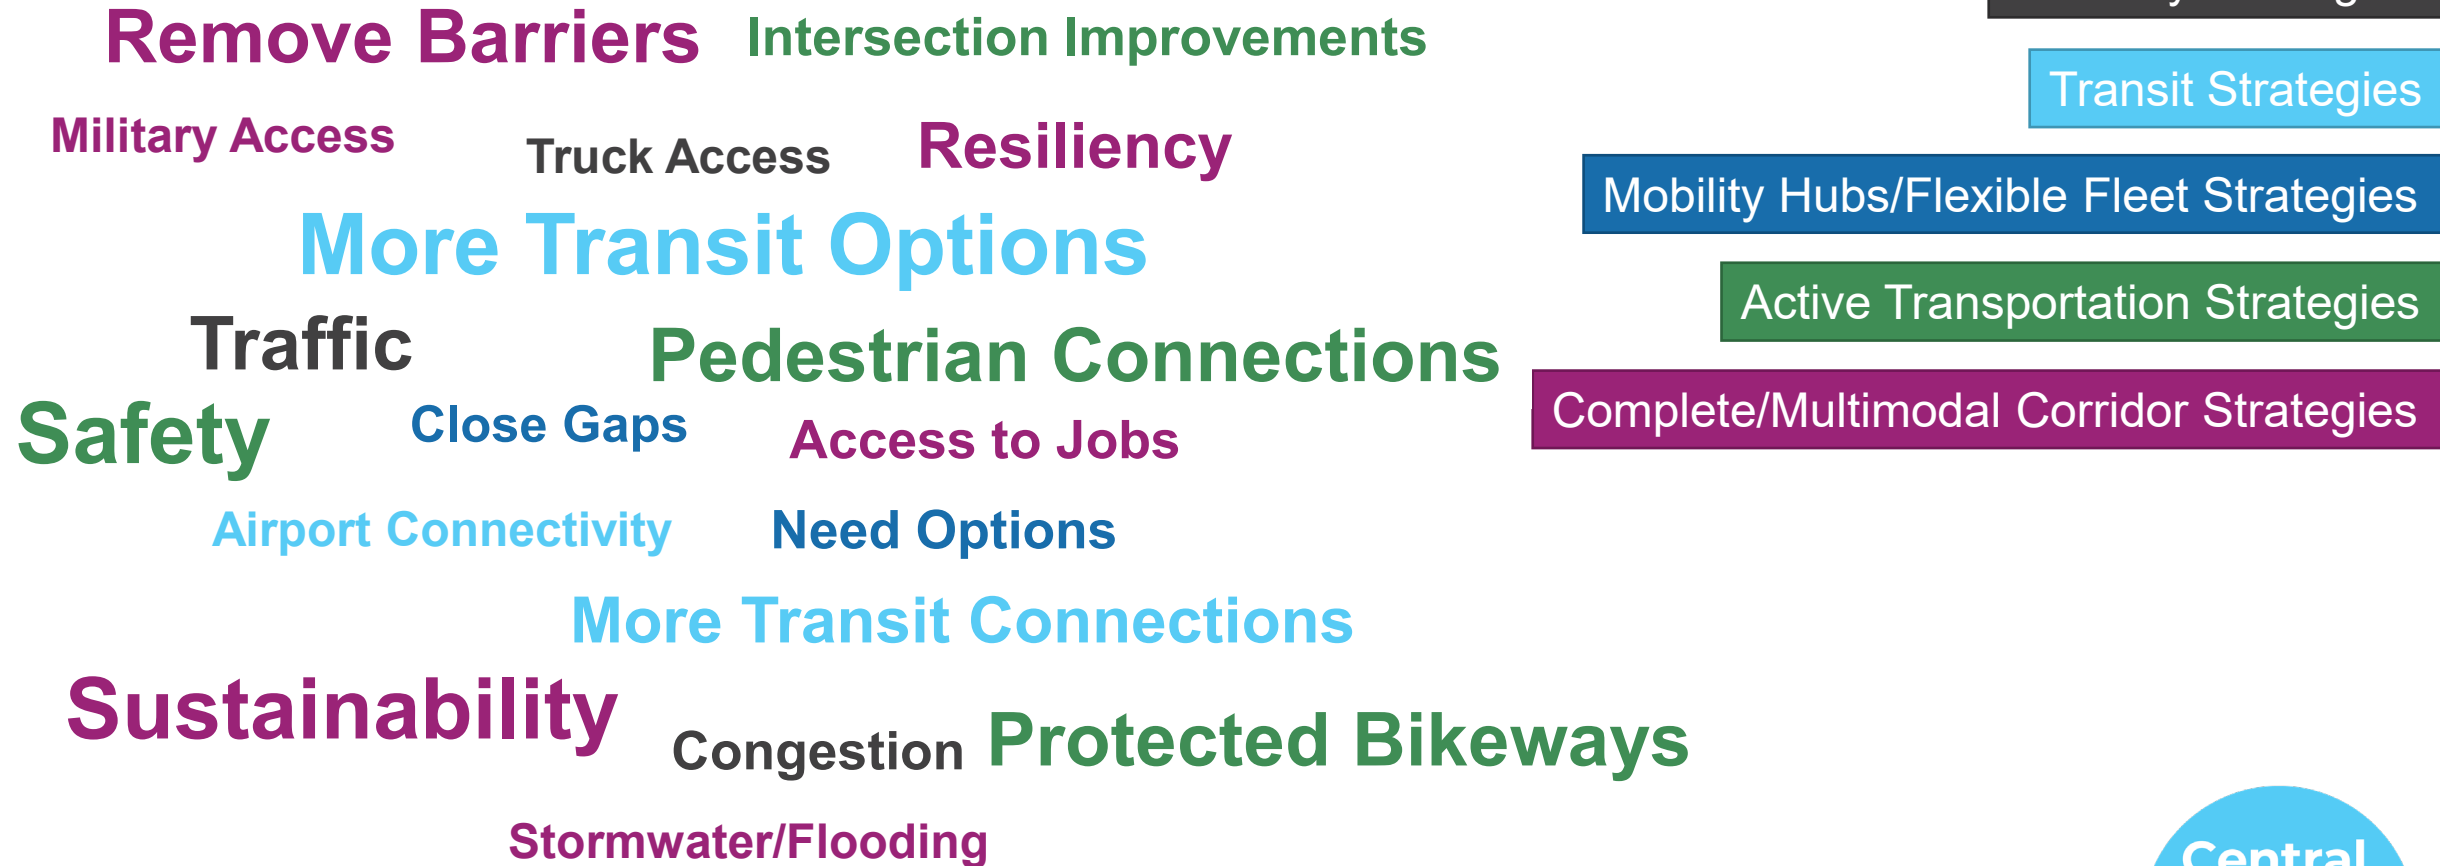 Remove Barriers
Intersection Improvements
Military Access
Truck Access
Resiliency
More Transit Options
Traffic
Pedestrian Connections
Safety
Close Gaps
Access to Jobs
Airport Connectivity
Need Options
More Transit Connections
Sustainability
Congestion
Protected Bikeways
Stormwater/Flooding
Transit Strategies
Mobility Hubs/Flexible Fleet Strategies
Active Transportation Strategies
Complete/Multimodal Corridor Strategies
Central